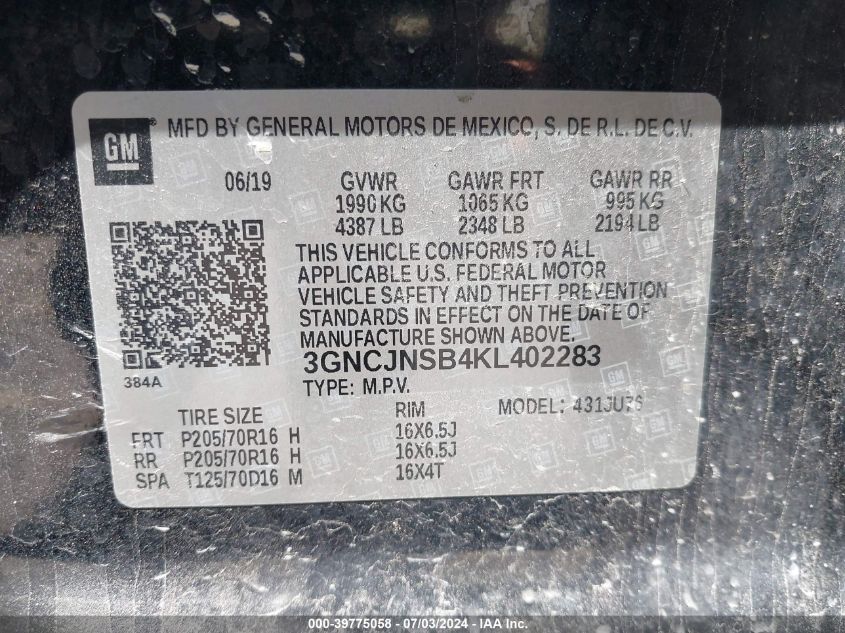 GM ® MFD BY GENERAL MOTORS DE MEXICO, S. DE R.L. DE C.V.
06/19 GVWR GAWR FRT GAWR RR
1990 KG 1065 KG 995 KG
4387 LB 2348 LB 2194 LB
THIS VEHICLE CONFORMS TO ALL
APPLICABLE U.S. FEDERAL MOTOR
VEHICLE SAFETY AND THEFT PREVENTION
STANDARDS IN EFFECT ON THE DATE OF
MANUFACTURE SHOWN ABOVE.
3GNCJNSB4KL402283
384A TYPE: M.P.V.
TIRE SIZE RIM MODEL: 431JU76
FRT P205/70R16 H 16X6.5J
RR P205/70R16 H 16X6.5J
SPA T125/70D16 M 16X4T
000-39775058 - 07/03/2024 - IAA Inc.